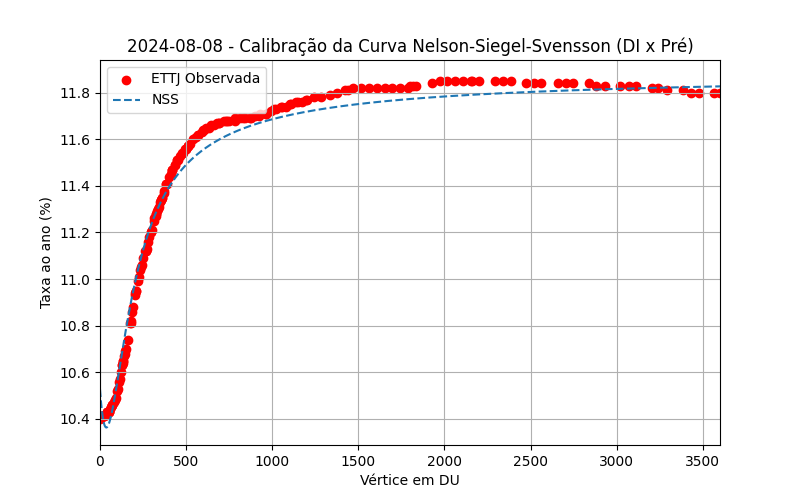 2024-08-08 - Calibração da Curva Nelson-Siegel-Svensson (DI x Pré)
ETTJ Observada
NSS
Taxa ao ano (%)
11.8
11.6
11.4
11.2
11.0
10.8
10.6
10.4
0 500 1000 1500 2000 2500 3000 3500
Vértice em DU